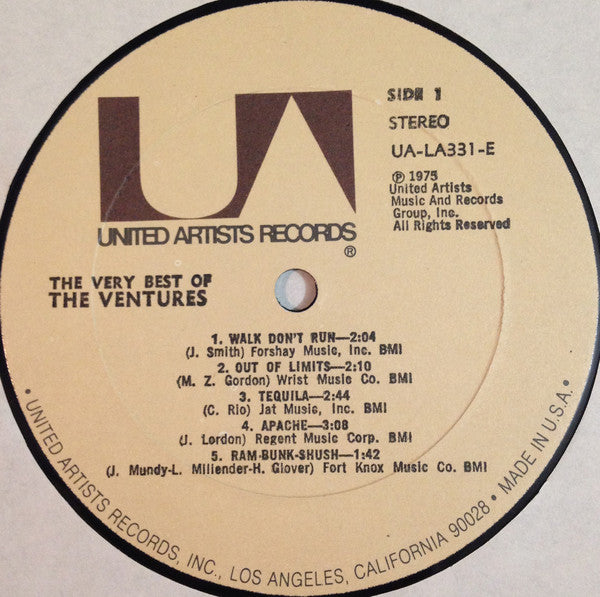 UA
UNITED ARTISTS RECORDS
®
SIDE 1
STEREO
UA-LA331-E
℗ 1975
United Artists
Music And Records
Group, Inc.
All Rights Reserved
THE VERY BEST OF
THE VENTURES
1. WALK DON'T RUN—2:04
(J. Smith) Forshay Music, Inc. BMI
2. OUT OF LIMITS—2:10
(M. Z. Gordon) Wrist Music Co. BMI
3. TEQUILA—2:44
(C. Rio) Jat Music, Inc. BMI
4. APACHE—3:08
(J. Lordon) Regent Music Corp. BMI
5. RAM-BUNK-SHUSH—1:42
(J. Mundy-L. Millender-H. Glover) Fort Knox Music Co. BMI
• UNITED ARTISTS RECORDS, INC., LOS ANGELES, CALIFORNIA 90028 • MADE IN U.S.A. •